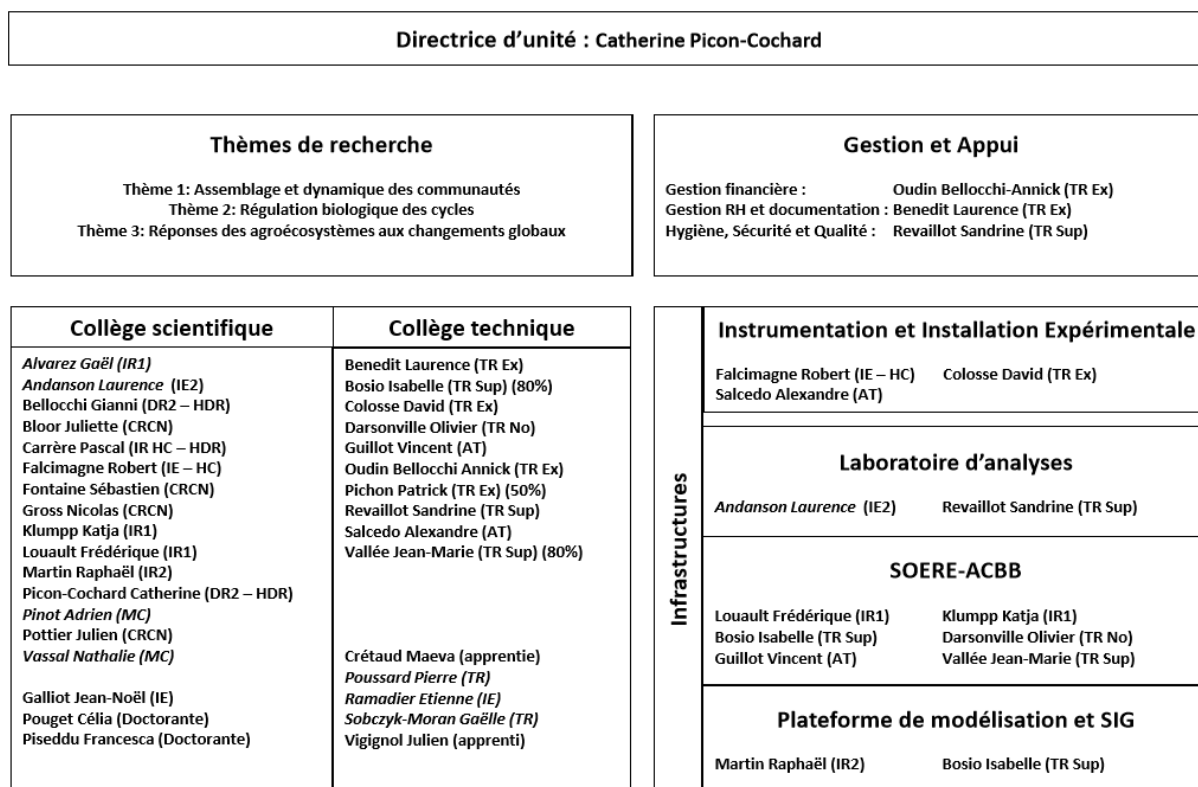 Directrice d'unité : Catherine Picon-Cochard
Thèmes de recherche
Thème 1: Assemblage et dynamique des communautés
Thème 2: Régulation biologique des cycles
Thème 3: Réponses des agroécosystèmes aux changements globaux
Gestion et Appui
Gestion financière : Oudin Bellocchi-Annick (TR Ex)
Gestion RH et documentation : Benedit Laurence (TR Ex)
Hygiène, Sécurité et Qualité : Revaillot Sandrine (TR Sup)
Collège scientifique
Alvarez Gaël (IR1)
Andanson Laurence (IE2)
Bellocchi Gianni (DR2 – HDR)
Bloor Juliette (CRCN)
Carrère Pascal (IR HC – HDR)
Falcimagne Robert (IE – HC)
Fontaine Sébastien (CRCN)
Gross Nicolas (CRCN)
Klumpp Katja (IR1)
Louault Frédérique (IR1)
Martin Raphaël (IR2)
Picon-Cochard Catherine (DR2 – HDR)
Pinot Adrien (MC)
Pottier Julien (CRCN)
Vassal Nathalie (MC)
Galliot Jean-Noël (IE)
Pouget Célia (Doctorante)
Piseddu Francesca (Doctorante)
Collège technique
Benedit Laurence (TR Ex)
Bosio Isabelle (TR Sup) (80%)
Colosse David (TR Ex)
Darsonville Olivier (TR No)
Guillot Vincent (AT)
Oudin Bellocchi Annick (TR Ex)
Pichon Patrick (TR Ex) (50%)
Revaillot Sandrine (TR Sup)
Salcedo Alexandre (AT)
Vallée Jean-Marie (TR Sup) (80%)
Crétaud Maeva (apprentie)
Poussard Pierre (TR)
Ramadier Etienne (IE)
Sobczyk-Moran Gaëlle (TR)
Vigignol Julien (apprenti)
Infrastructures
Instrumentation et Installation Expérimentale
Falcimagne Robert (IE – HC) Colosse David (TR Ex)
Salcedo Alexandre (AT)
Laboratoire d'analyses
Andanson Laurence (IE2) Revaillot Sandrine (TR Sup)
SOERE-ACBB
Louault Frédérique (IR1) Klumpp Katja (IR1)
Bosio Isabelle (TR Sup) Darsonville Olivier (TR No)
Guillot Vincent (AT) Vallée Jean-Marie (TR Sup)
Plateforme de modélisation et SIG
Martin Raphaël (IR2) Bosio Isabelle (TR Sup)